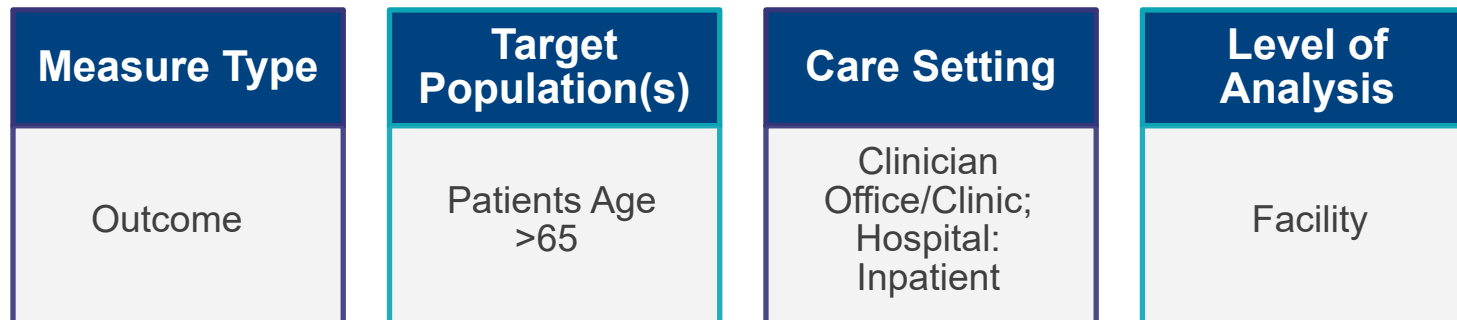 Measure Type
Outcome
Target
Population(s)
Patients Age
>65
Care Setting
Clinician
Office/Clinic;
Hospital:
Inpatient
Level of
Analysis
Facility